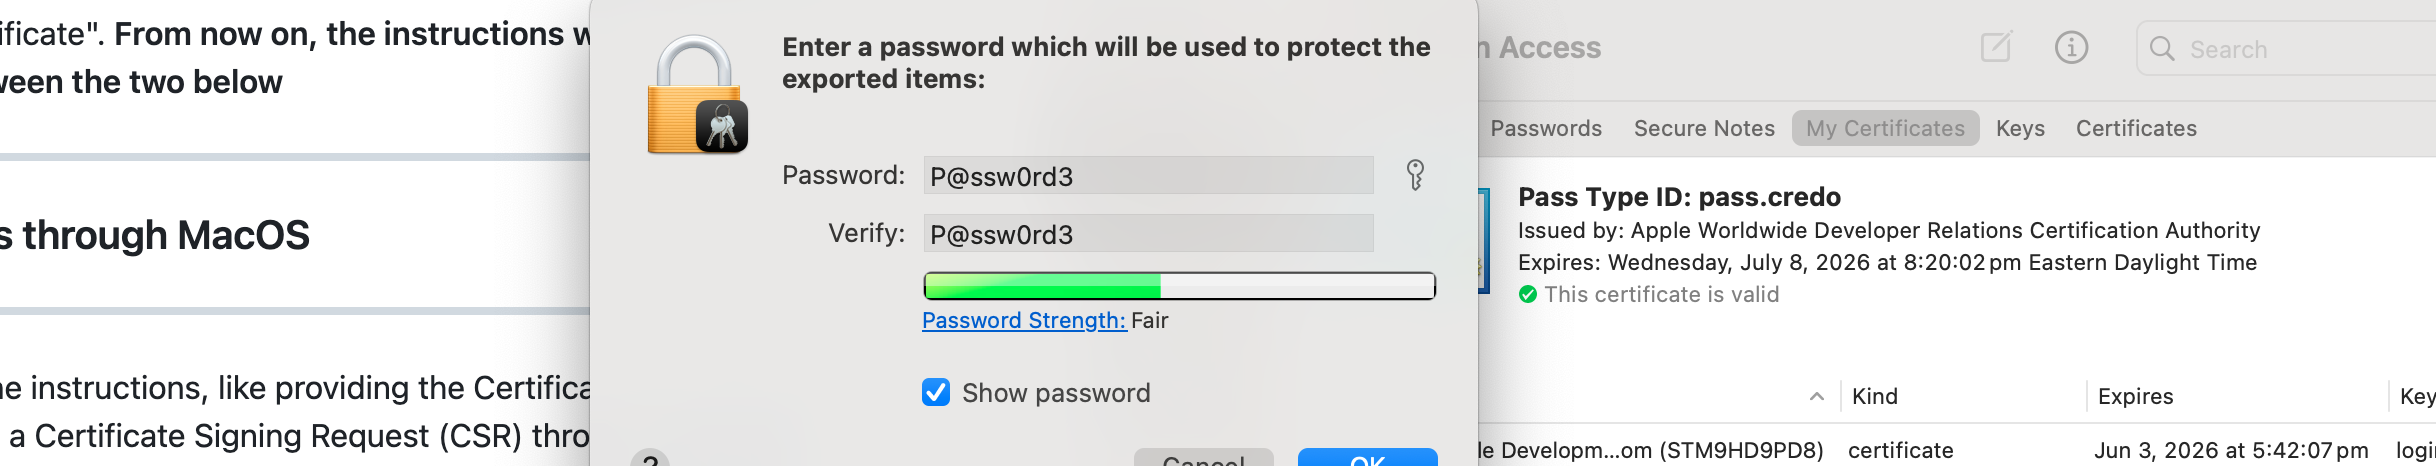 ificate". From now on, the instructions w
ween the two below
s through MacOS
he instructions, like providing the Certifica
a Certificate Signing Request (CSR) thro
Enter a password which will be used to protect the
exported items:
Password: P@ssw0rd3
Verify: P@ssw0rd3
Password Strength: Fair
Show password
?
Cancel
OK
n Access
Search
Passwords Secure Notes My Certificates Keys Certificates
Pass Type ID: pass.credo
Issued by: Apple Worldwide Developer Relations Certification Authority
Expires: Wednesday, July 8, 2026 at 8:20:02 pm Eastern Daylight Time
This certificate is valid
Kind Expires Key
le Developm...om (STM9HD9PD8) certificate Jun 3, 2026 at 5:42:07 pm logi